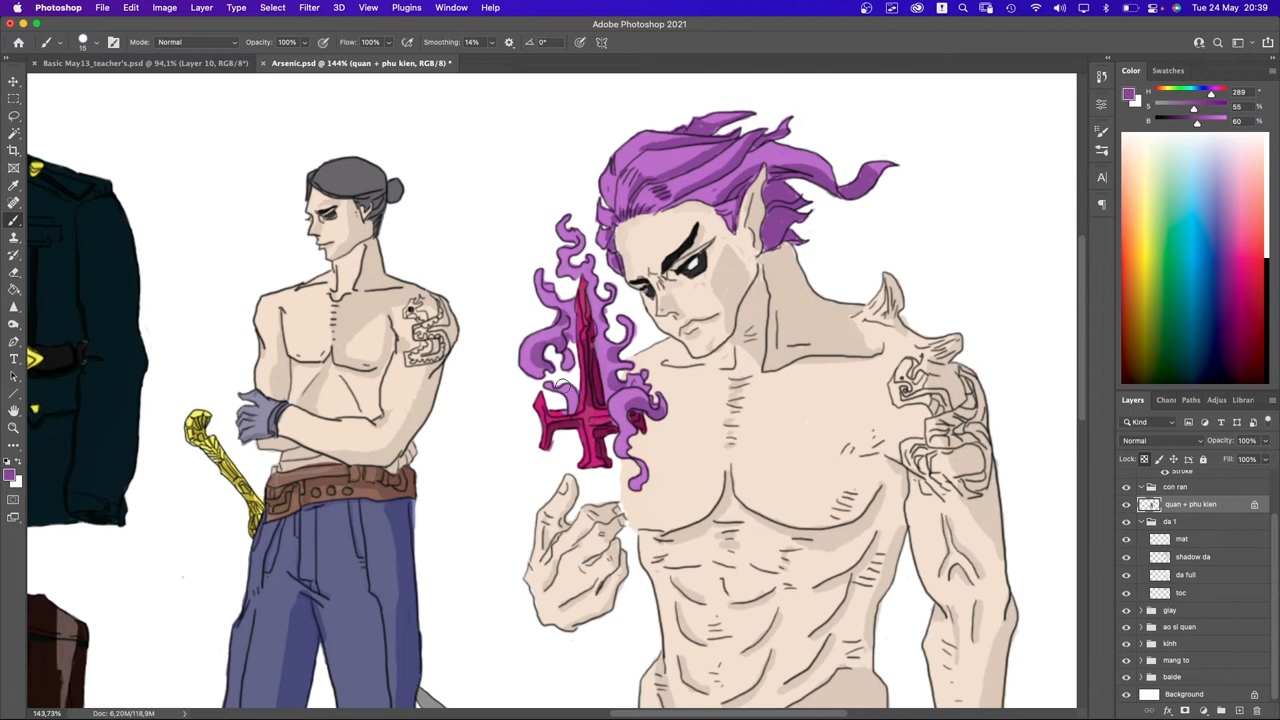 Photoshop File Edit Image Layer Type Select Filter 3D View Plugins Window Help Tue 24 May 20:39
Adobe Photoshop 2021
15 Mode: Normal Opacity: 100% Flow: 100% Smoothing: 14% 0°
Basic May13_teacher's.psd @ 94,1% (Layer 10, RGB/8*) Arsenic.psd @ 144% (quan + phu kien, RGB/8) *
Color Swatches
H 289 °
S 55 %
B 60 %
Layers Chan Paths Adjus Librari
Kind
Normal Opacity: 100%
Lock: Fill: 100%
Stroke
con ran
quan + phu kien
da 1
mat
shadow da
da full
toc
giay
ao si quan
kinh
mang to
balde
Background
143,73% Doc: 6,20M/118,9M